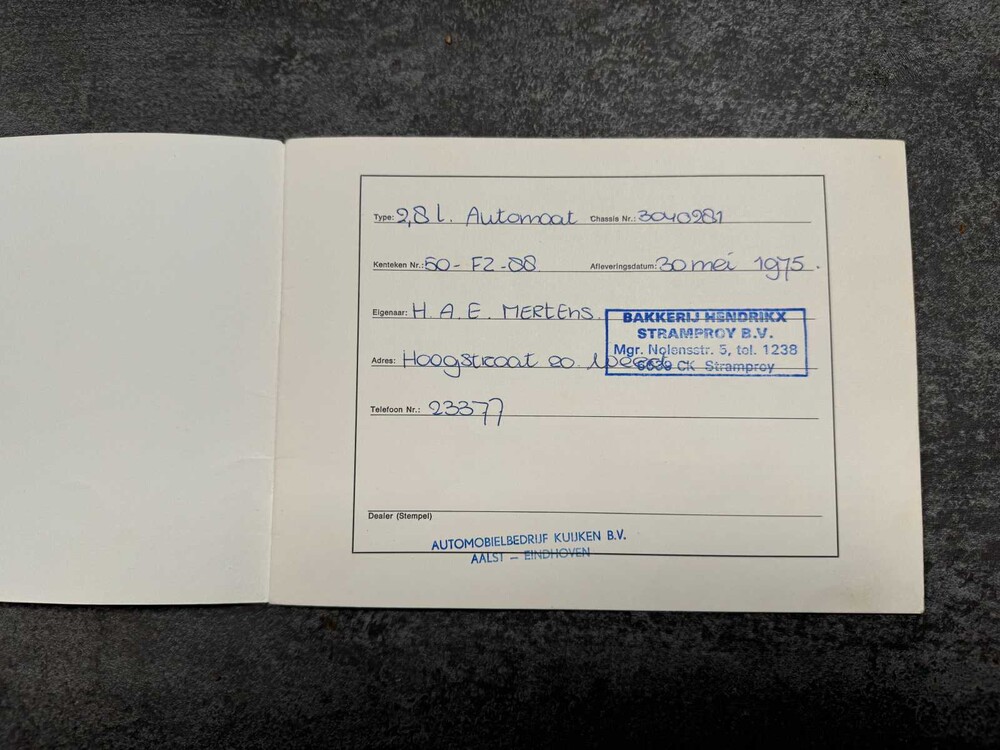 Type: 2,8 l. Automaat Chassis Nr.: 3040281
Kenteken Nr.: 50-FZ-88 Afleveringsdatum: 30 mei 1975.
Eigenaar: H. A. E. MERTENS.
BAKKERIJ HENDRIKX
STRAMPROY B.V.
Mgr. Nolensstr. 5, tel. 1238
6039 CK Stramproy
Adres: Hoogstraat 20 Weert
Telefoon Nr.: 23377
Dealer (Stempel)
AUTOMOBIELBEDRIJF KUIJKEN B.V.
AALST — EINDHOVEN